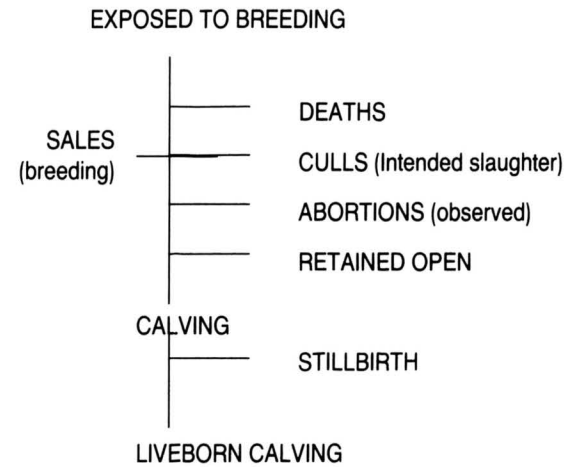 EXPOSED TO BREEDING
DEATHS
SALES
(breeding)
CULLS (Intended slaughter)
ABORTIONS (observed)
RETAINED OPEN
CALVING
STILLBIRTH
LIVEBORN CALVING